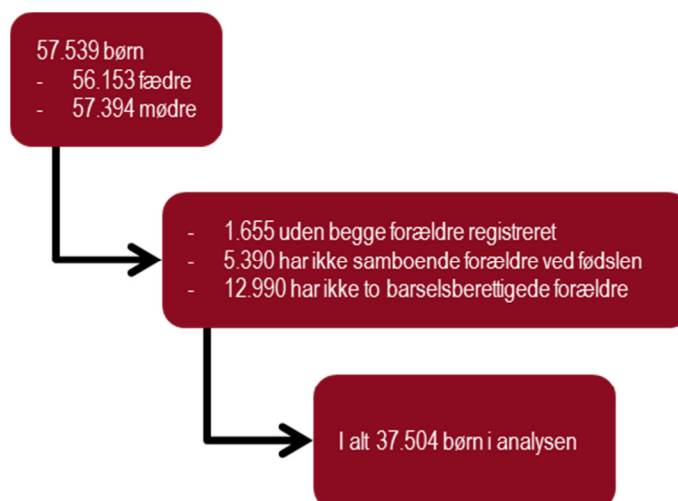 57.539 børn
- 56.153 fædre
- 57.394 mødre
- 1.655 uden begge forældre registreret
- 5.390 har ikke samboende forældre ved fødslen
- 12.990 har ikke to barselsberettigede forældre
I alt 37.504 børn i analysen